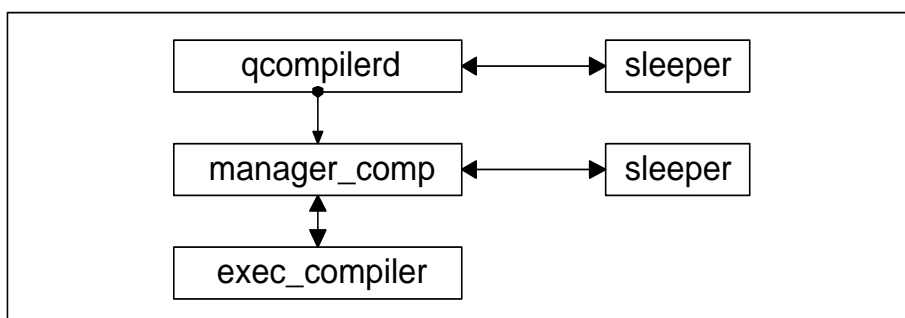 qcompilerd
sleeper
manager_comp
sleeper
exec_compiler